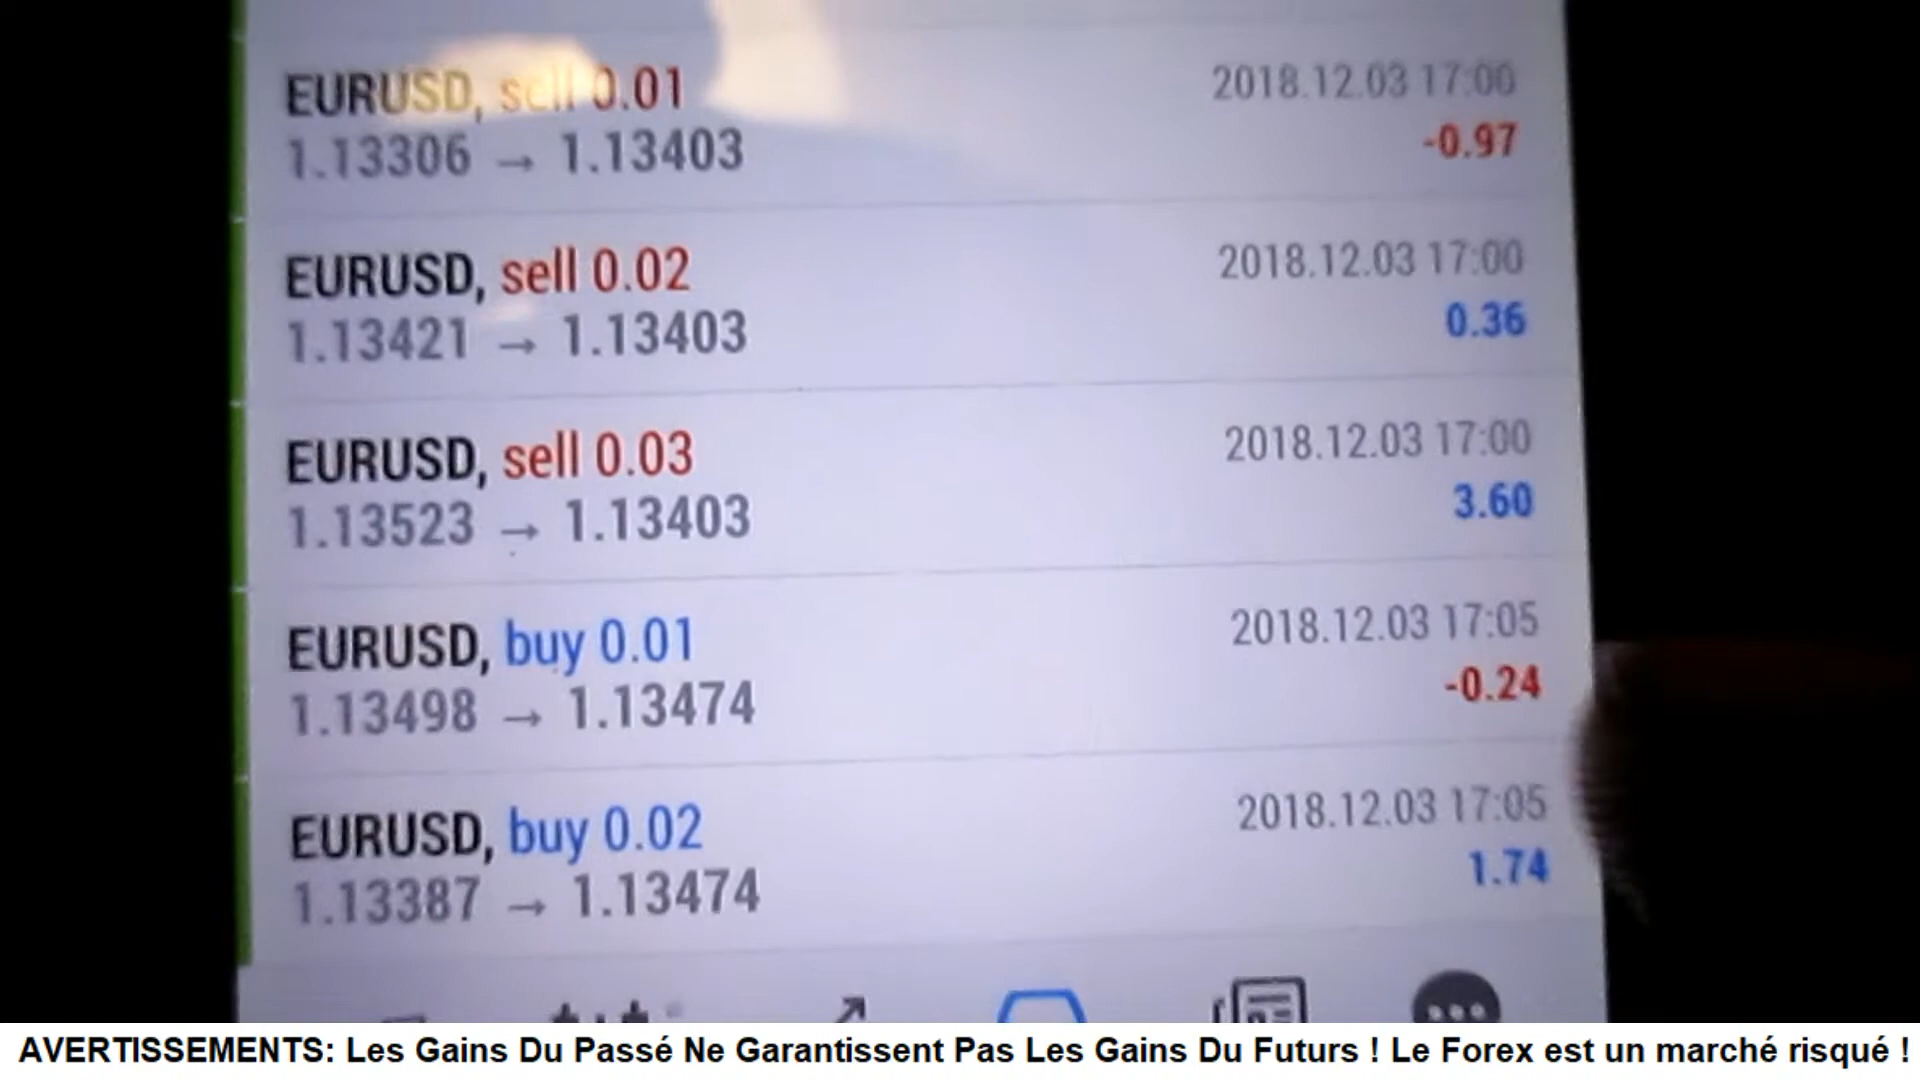 EURUSD, sell 0.01 2018.12.03 17:00
1.13306 → 1.13403 -0.97
EURUSD, sell 0.02 2018.12.03 17:00
1.13421 → 1.13403 0.36
EURUSD, sell 0.03 2018.12.03 17:00
1.13523 → 1.13403 3.60
EURUSD, buy 0.01 2018.12.03 17:05
1.13498 → 1.13474 -0.24
EURUSD, buy 0.02 2018.12.03 17:05
1.13387 → 1.13474 1.74
AVERTISSEMENTS: Les Gains Du Passé Ne Garantissent Pas Les Gains Du Futurs ! Le Forex est un marché risqué !